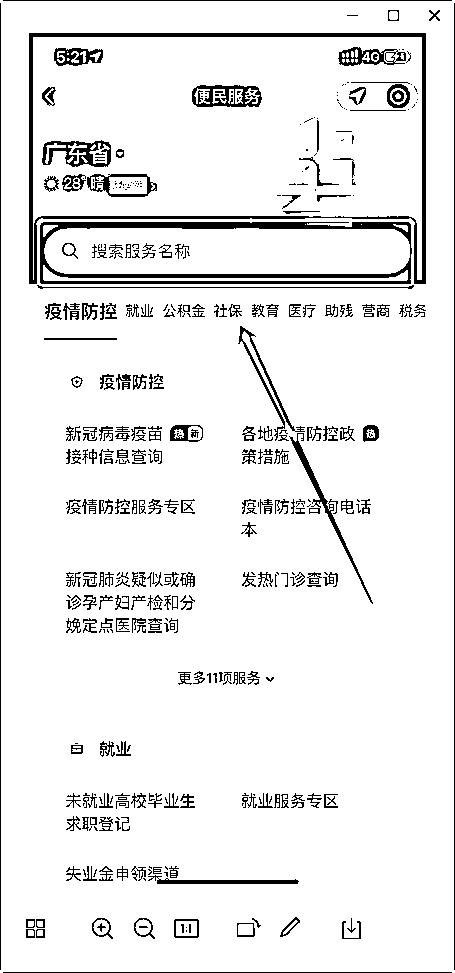 5:21
4G
便民服务
广东省
28° 晴
搜索服务名称
疫情防控 就业 公积金 社保 教育 医疗 助残 营商 税务
疫情防控
新冠病毒疫苗 热 新
接种信息查询
各地疫情防控政 热
策措施
疫情防控服务专区
疫情防控咨询电话
本
新冠肺炎疑似或确
诊孕产妇产检和分
娩定点医院查询
发热门诊查询
更多11项服务
就业
未就业高校毕业生
求职登记
就业服务专区
失业金申领渠道
1:1